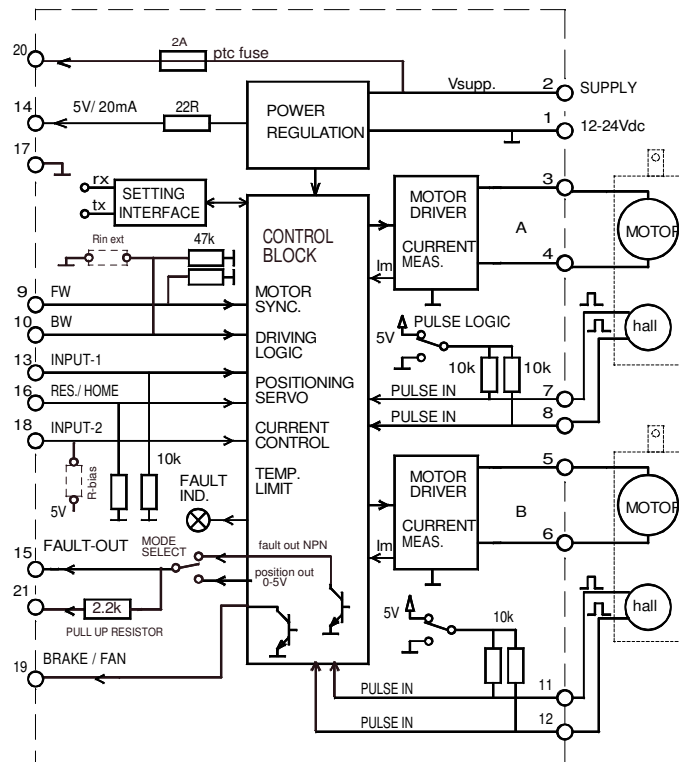 20
2A
ptc fuse
14
5V/ 20mA
22R
17
POWER
REGULATION
Vsupp.
2
SUPPLY
1
12-24Vdc
rx
tx
SETTING
INTERFACE
Rin ext
47k
9
FW
10
BW
13
INPUT-1
16
RES./ HOME
18
INPUT-2
R-bias
5V
10k
FAULT
IND.
CONTROL
BLOCK
MOTOR
SYNC.
DRIVING
LOGIC
POSITIONING
SERVO
CURRENT
CONTROL
TEMP.
LIMIT
MOTOR
DRIVER
CURRENT
MEAS.
Im
3
A
4
MOTOR
hall
5V
PULSE LOGIC
10k
10k
PULSE IN
7
PULSE IN
8
MOTOR
DRIVER
CURRENT
MEAS.
Im
5
B
6
MOTOR
hall
15
FAULT-OUT
MODE
SELECT
fault out NPN
position out
0-5V
21
2.2k
PULL UP RESISTOR
19
BRAKE / FAN
5V
10k
PULSE IN
11
PULSE IN
12